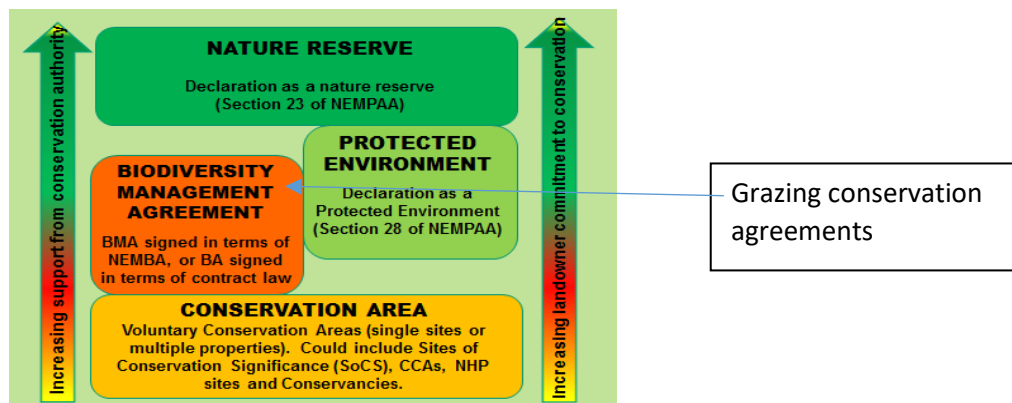 Increasing support from conservation authority
NATURE RESERVE
Declaration as a nature reserve
(Section 23 of NEMPAA)
PROTECTED
ENVIRONMENT
Declaration as a
Protected Environment
(Section 28 of NEMPAA)
BIODIVERSITY
MANAGEMENT
AGREEMENT
BMA signed in terms of
NEMBA, or BA signed
in terms of contract law
CONSERVATION AREA
Voluntary Conservation Areas (single sites or
multiple properties). Could include Sites of
Conservation Significance (SoCS), CCAs, NHP
sites and Conservancies.
Increasing landowner commitment to conservation
Grazing conservation
agreements